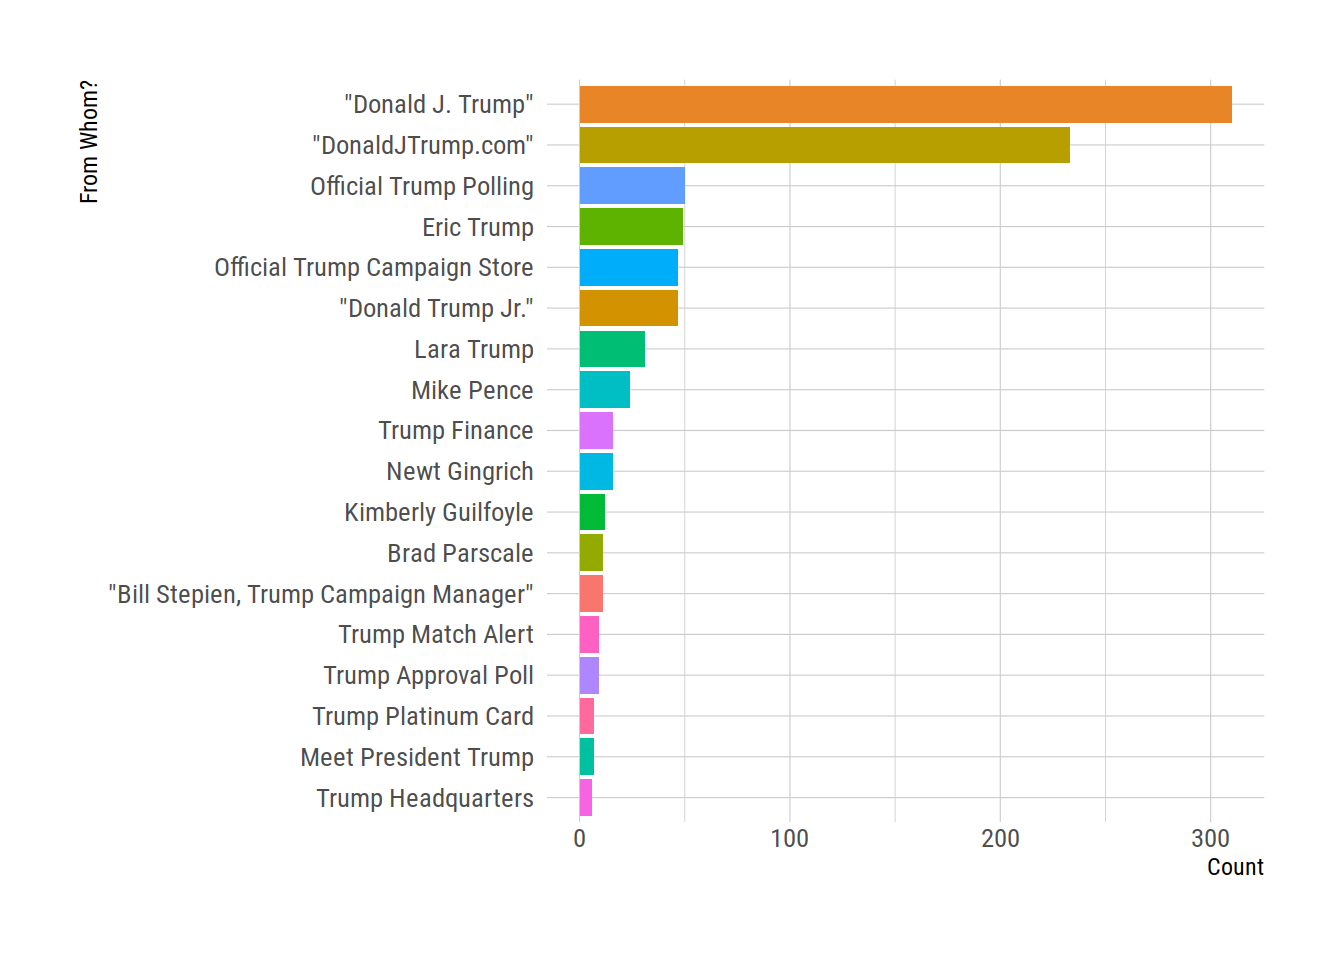 From Whom?
"Donald J. Trump"
"DonaldJTrump.com"
Official Trump Polling
Eric Trump
Official Trump Campaign Store
"Donald Trump Jr."
Lara Trump
Mike Pence
Trump Finance
Newt Gingrich
Kimberly Guilfoyle
Brad Parscale
"Bill Stepien, Trump Campaign Manager"
Trump Match Alert
Trump Approval Poll
Trump Platinum Card
Meet President Trump
Trump Headquarters
0 100 200 300
Count